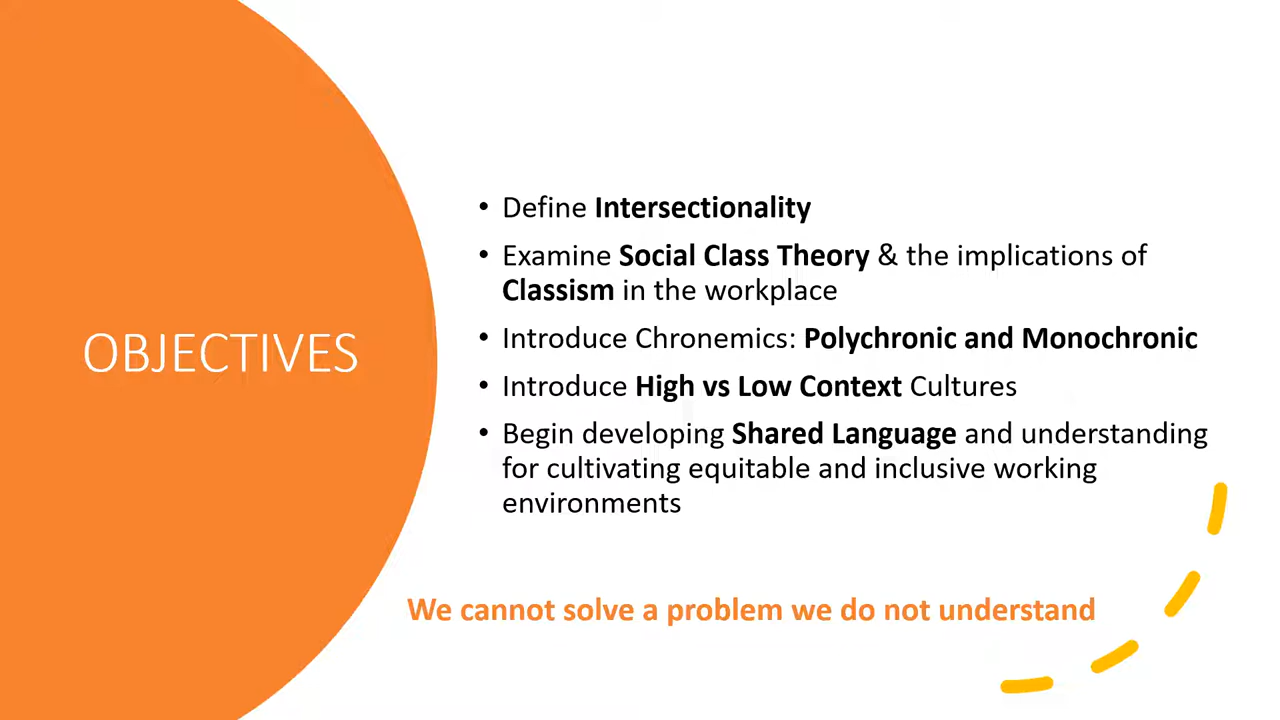 OBJECTIVES
• Define Intersectionality
• Examine Social Class Theory & the implications of
Classism in the workplace
• Introduce Chronemics: Polychronic and Monochronic
• Introduce High vs Low Context Cultures
• Begin developing Shared Language and understanding
for cultivating equitable and inclusive working
environments
We cannot solve a problem we do not understand